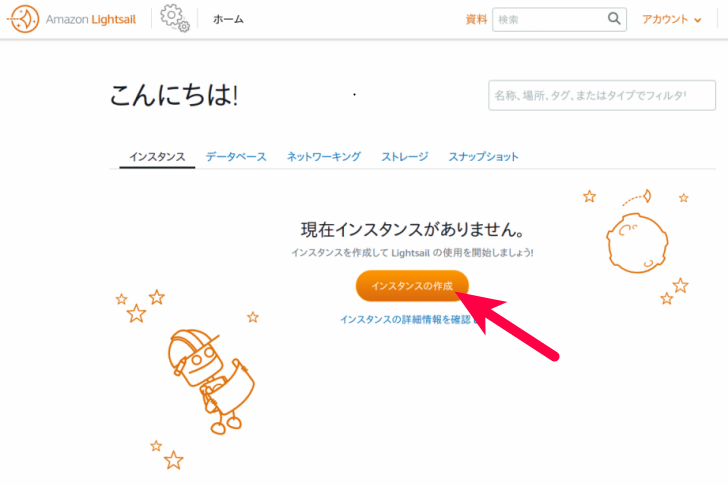 Amazon Lightsail
ホーム
資料
検索
アカウント
こんにちは!
名称、場所、タグ、またはタイプでフィルタ!
インスタンス
データベース
ネットワーキング
ストレージ
スナップショット
現在インスタンスがありません。
インスタンスを作成して Lightsail の使用を開始しましょう!
インスタンスの作成
インスタンスの詳細情報を確認